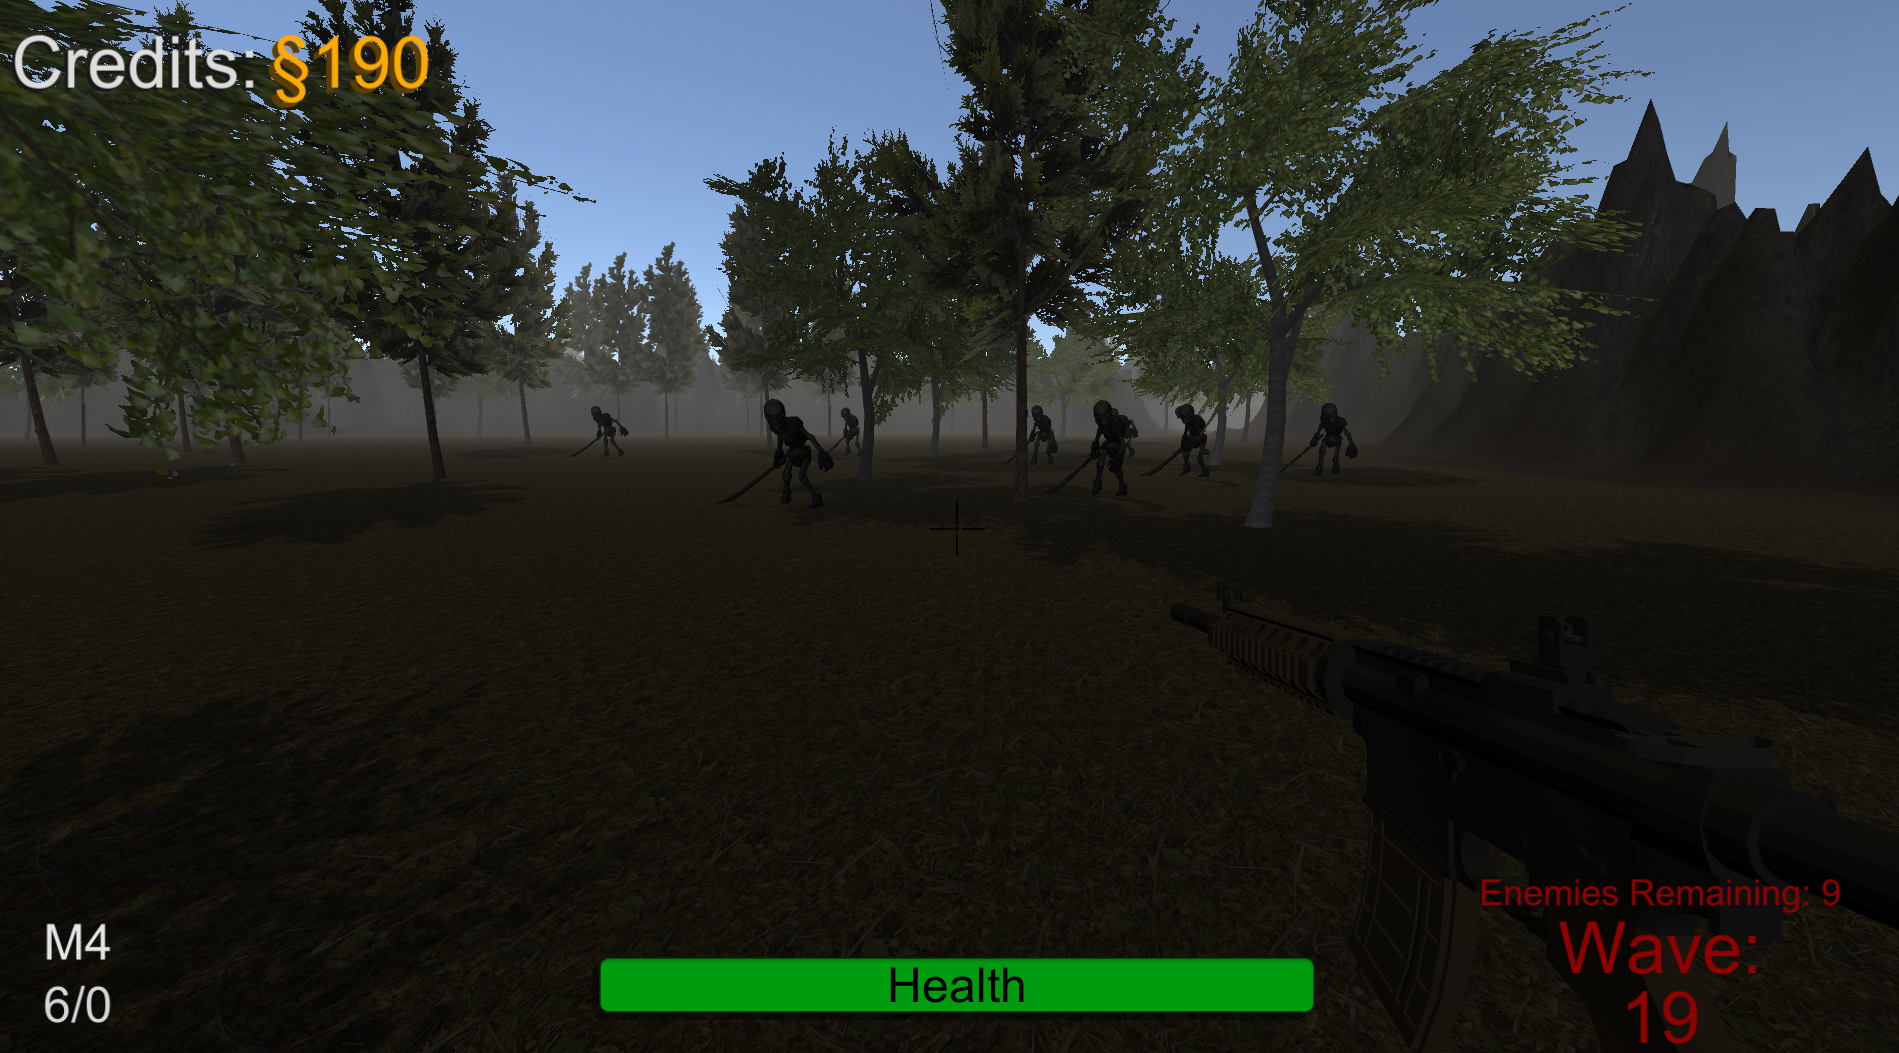 Credits: §190
M4
6/0
Health
Enemies Remaining: 9
Wave:
19